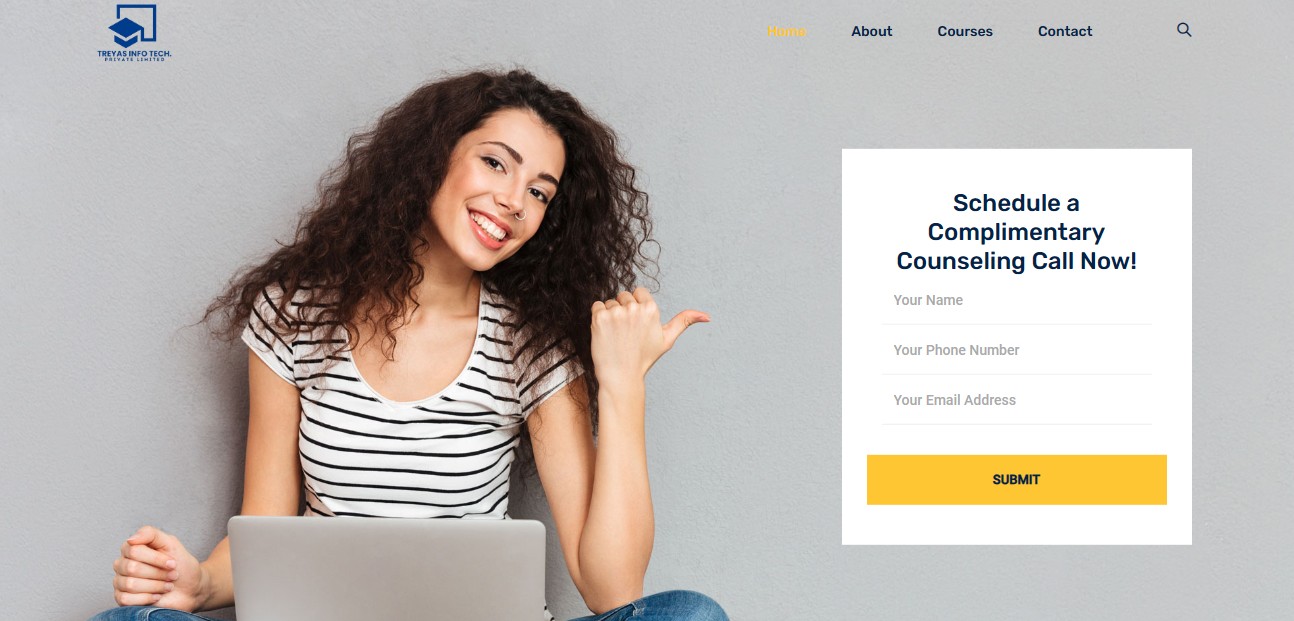 TREYAS INFO TECH.
PRIVATE LIMITED
Home
About
Courses
Contact
Schedule a
Complimentary
Counseling Call Now!
Your Name
Your Phone Number
Your Email Address
SUBMIT